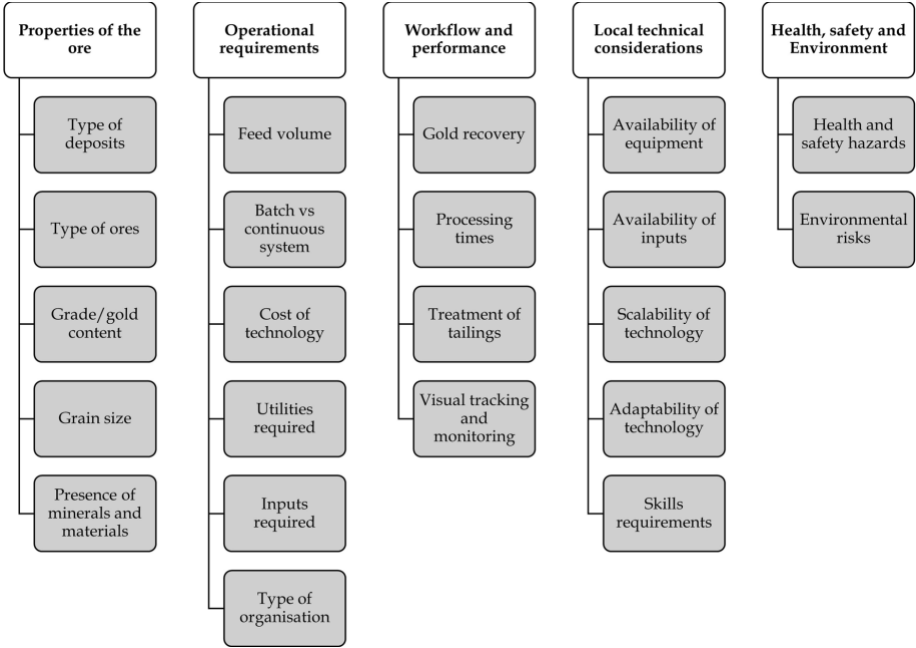 Properties of the
ore
Type of
deposits
Type of ores
Grade/gold
content
Grain size
Presence of
minerals and
materials
Operational
requirements
Feed volume
Batch vs
continuous
system
Cost of
technology
Utilities
required
Inputs
required
Type of
organisation
Workflow and
performance
Gold recovery
Processing
times
Treatment of
tailings
Visual tracking
and
monitoring
Local technical
considerations
Availability of
equipment
Availability of
inputs
Scalability of
technology
Adaptability of
technology
Skills
requirements
Health, safety and
Environment
Health and
safety hazards
Environmental
risks